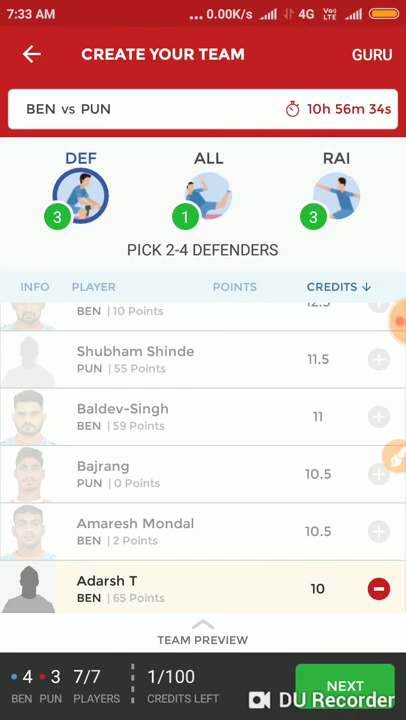 7:33 AM ... 0.00K/s 4G Vo) LTE
CREATE YOUR TEAM GURU
BEN vs PUN 10h 56m 34s
DEF ALL RAI
3 1 3
PICK 2-4 DEFENDERS
INFO PLAYER POINTS CREDITS ↓
BEN | 10 Points 12.5
Shubham Shinde
PUN | 55 Points 11.5
Baldev-Singh
BEN | 59 Points 11
Bajrang
PUN | 0 Points 10.5
Amaresh Mondal
BEN | 2 Points 10.5
Adarsh T
BEN | 65 Points 10
TEAM PREVIEW
4 3 7/7 1/100 NEXT
BEN PUN PLAYERS CREDITS LEFT
DU Recorder